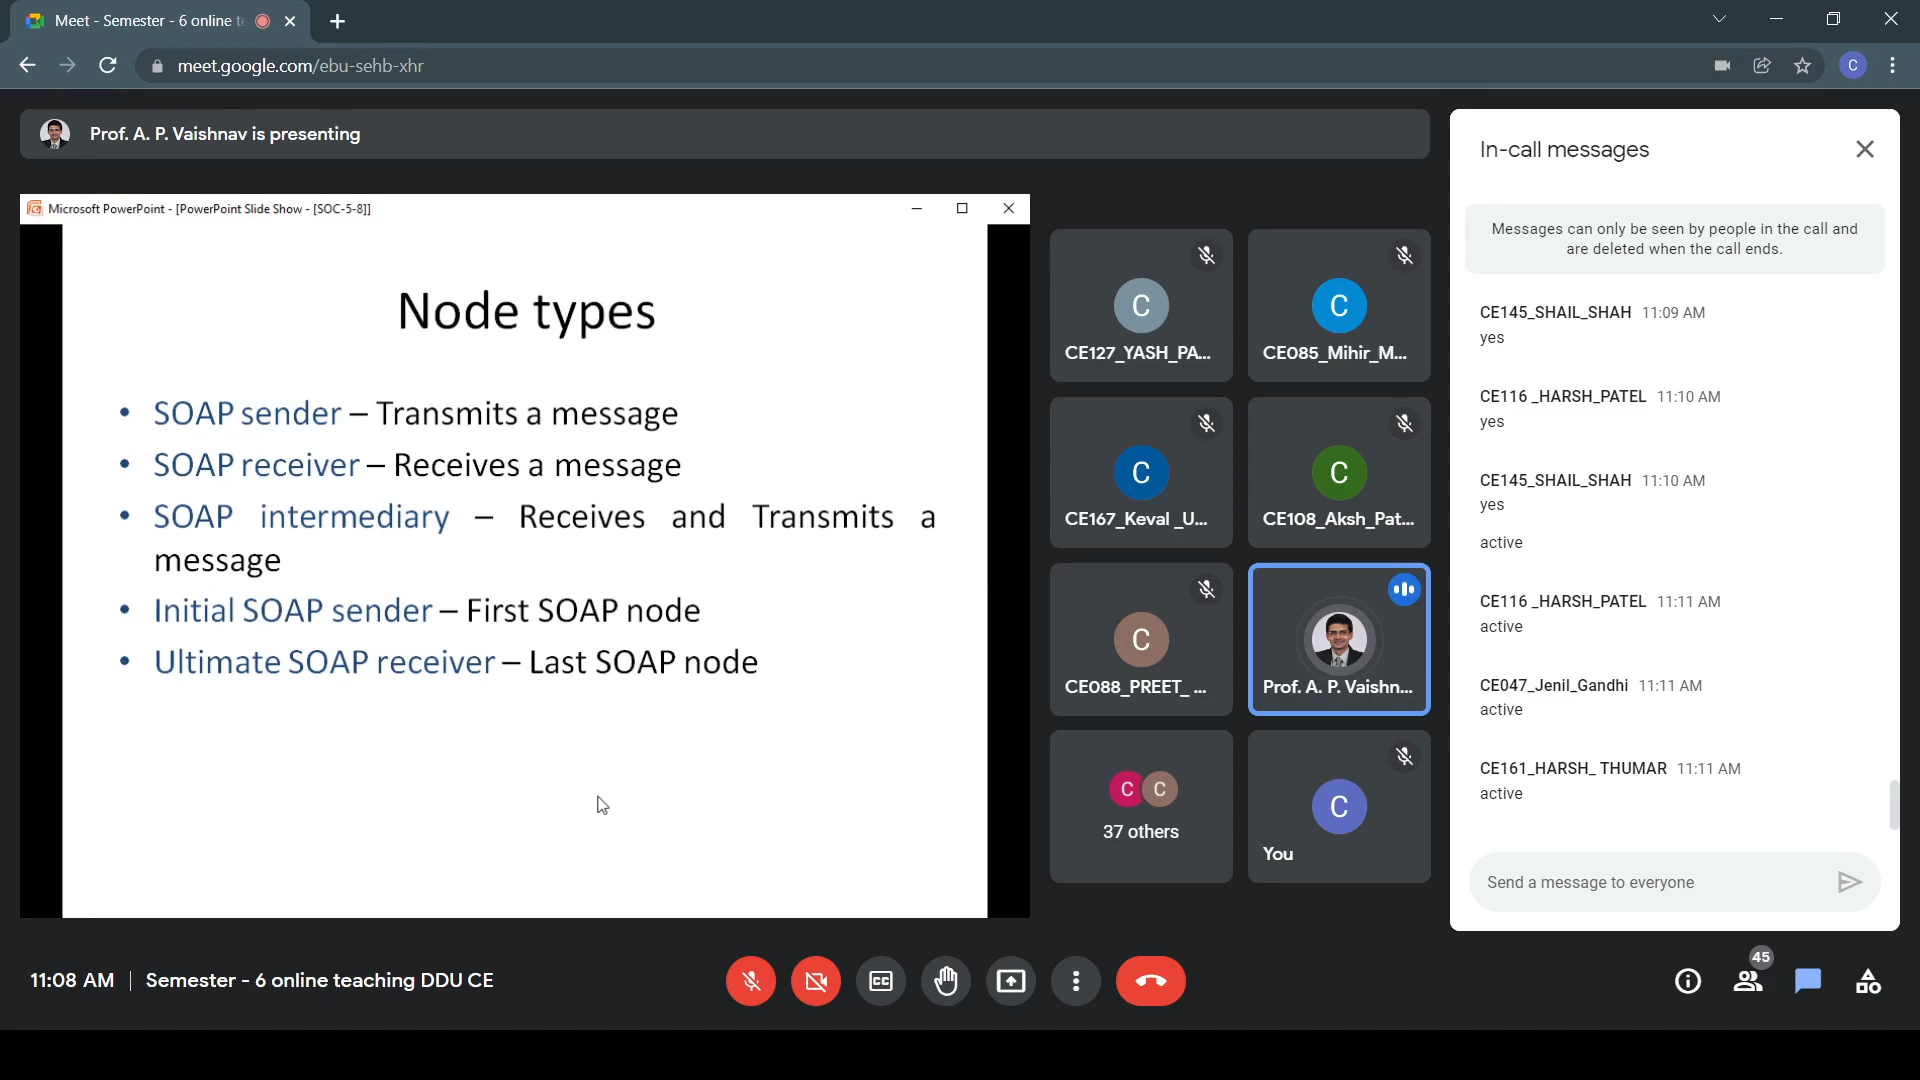 Meet - Semester - 6 online te
meet.google.com/ebu-sehb-xhr
C
Prof. A. P. Vaishnav is presenting
Microsoft PowerPoint - [PowerPoint Slide Show - [SOC-5-8]]
Node types
• SOAP sender – Transmits a message
• SOAP receiver – Receives a message
• SOAP intermediary – Receives and Transmits a
message
• Initial SOAP sender – First SOAP node
• Ultimate SOAP receiver – Last SOAP node
C
CE127_YASH_PA...
C
CE085_Mihir_M...
C
CE167_Keval _U...
C
CE108_Aksh_Pat...
C
CE088_PREET_ ...
Prof. A. P. Vaishn...
C C
37 others
C
You
In-call messages
Messages can only be seen by people in the call and
are deleted when the call ends.
CE145_SHAIL_SHAH 11:09 AM
yes
CE116 _HARSH_PATEL 11:10 AM
yes
CE145_SHAIL_SHAH 11:10 AM
yes
active
CE116 _HARSH_PATEL 11:11 AM
active
CE047_Jenil_Gandhi 11:11 AM
active
CE161_HARSH_ THUMAR 11:11 AM
active
Send a message to everyone
11:08 AM | Semester - 6 online teaching DDU CE
CC
45